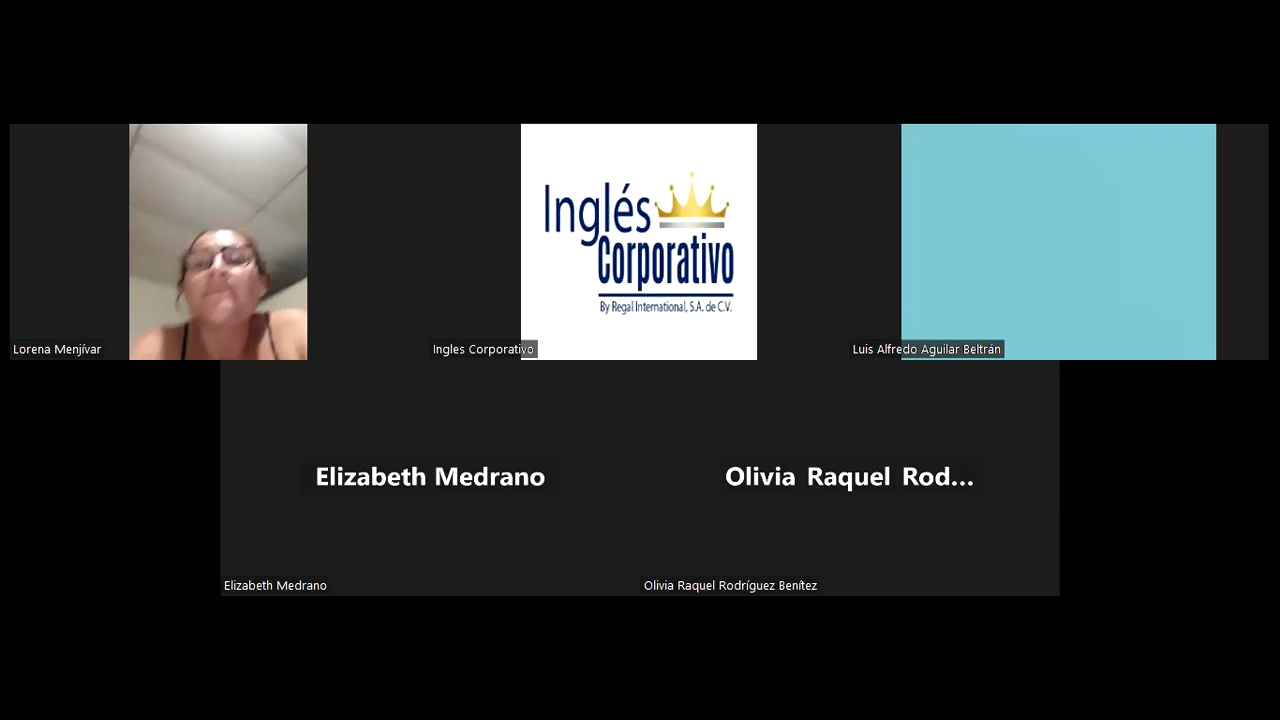 Inglés
Corporativo
By Regal International, S.A. de C.V.
Lorena Menjívar
Ingles Corporativo
Luis Alfredo Aguilar Beltrán
Elizabeth Medrano
Olivia Raquel Rod...
Elizabeth Medrano
Olivia Raquel Rodríguez Benítez